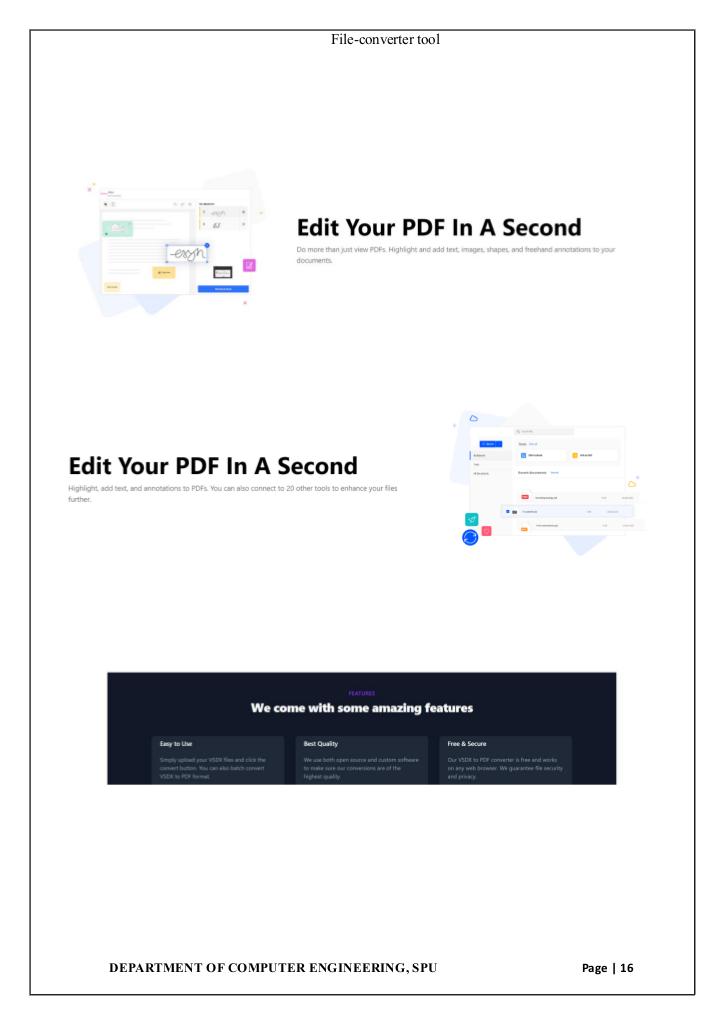 File-converter tool
Edit Your PDF In A Second
Do more than just view PDFs. Highlight and add text, images, shapes, and freehand annotations to your
documents.
Edit Your PDF In A Second
Highlight, add text, and annotations to PDFs. You can also connect to 20 other tools to enhance your files
further.
FEATURES
We come with some amazing features
Easy to Use
Simply upload your VSDX files and click the
convert button. You can also batch convert
VSDX to PDF format.
Best Quality
We use both open source and custom software
to make sure our conversions are of the
highest quality.
Free & Secure
Our VSDX to PDF converter is free and works
on any web browser. We guarantee file security
and privacy.
DEPARTMENT OF COMPUTER ENGINEERING, SPU
Page | 16